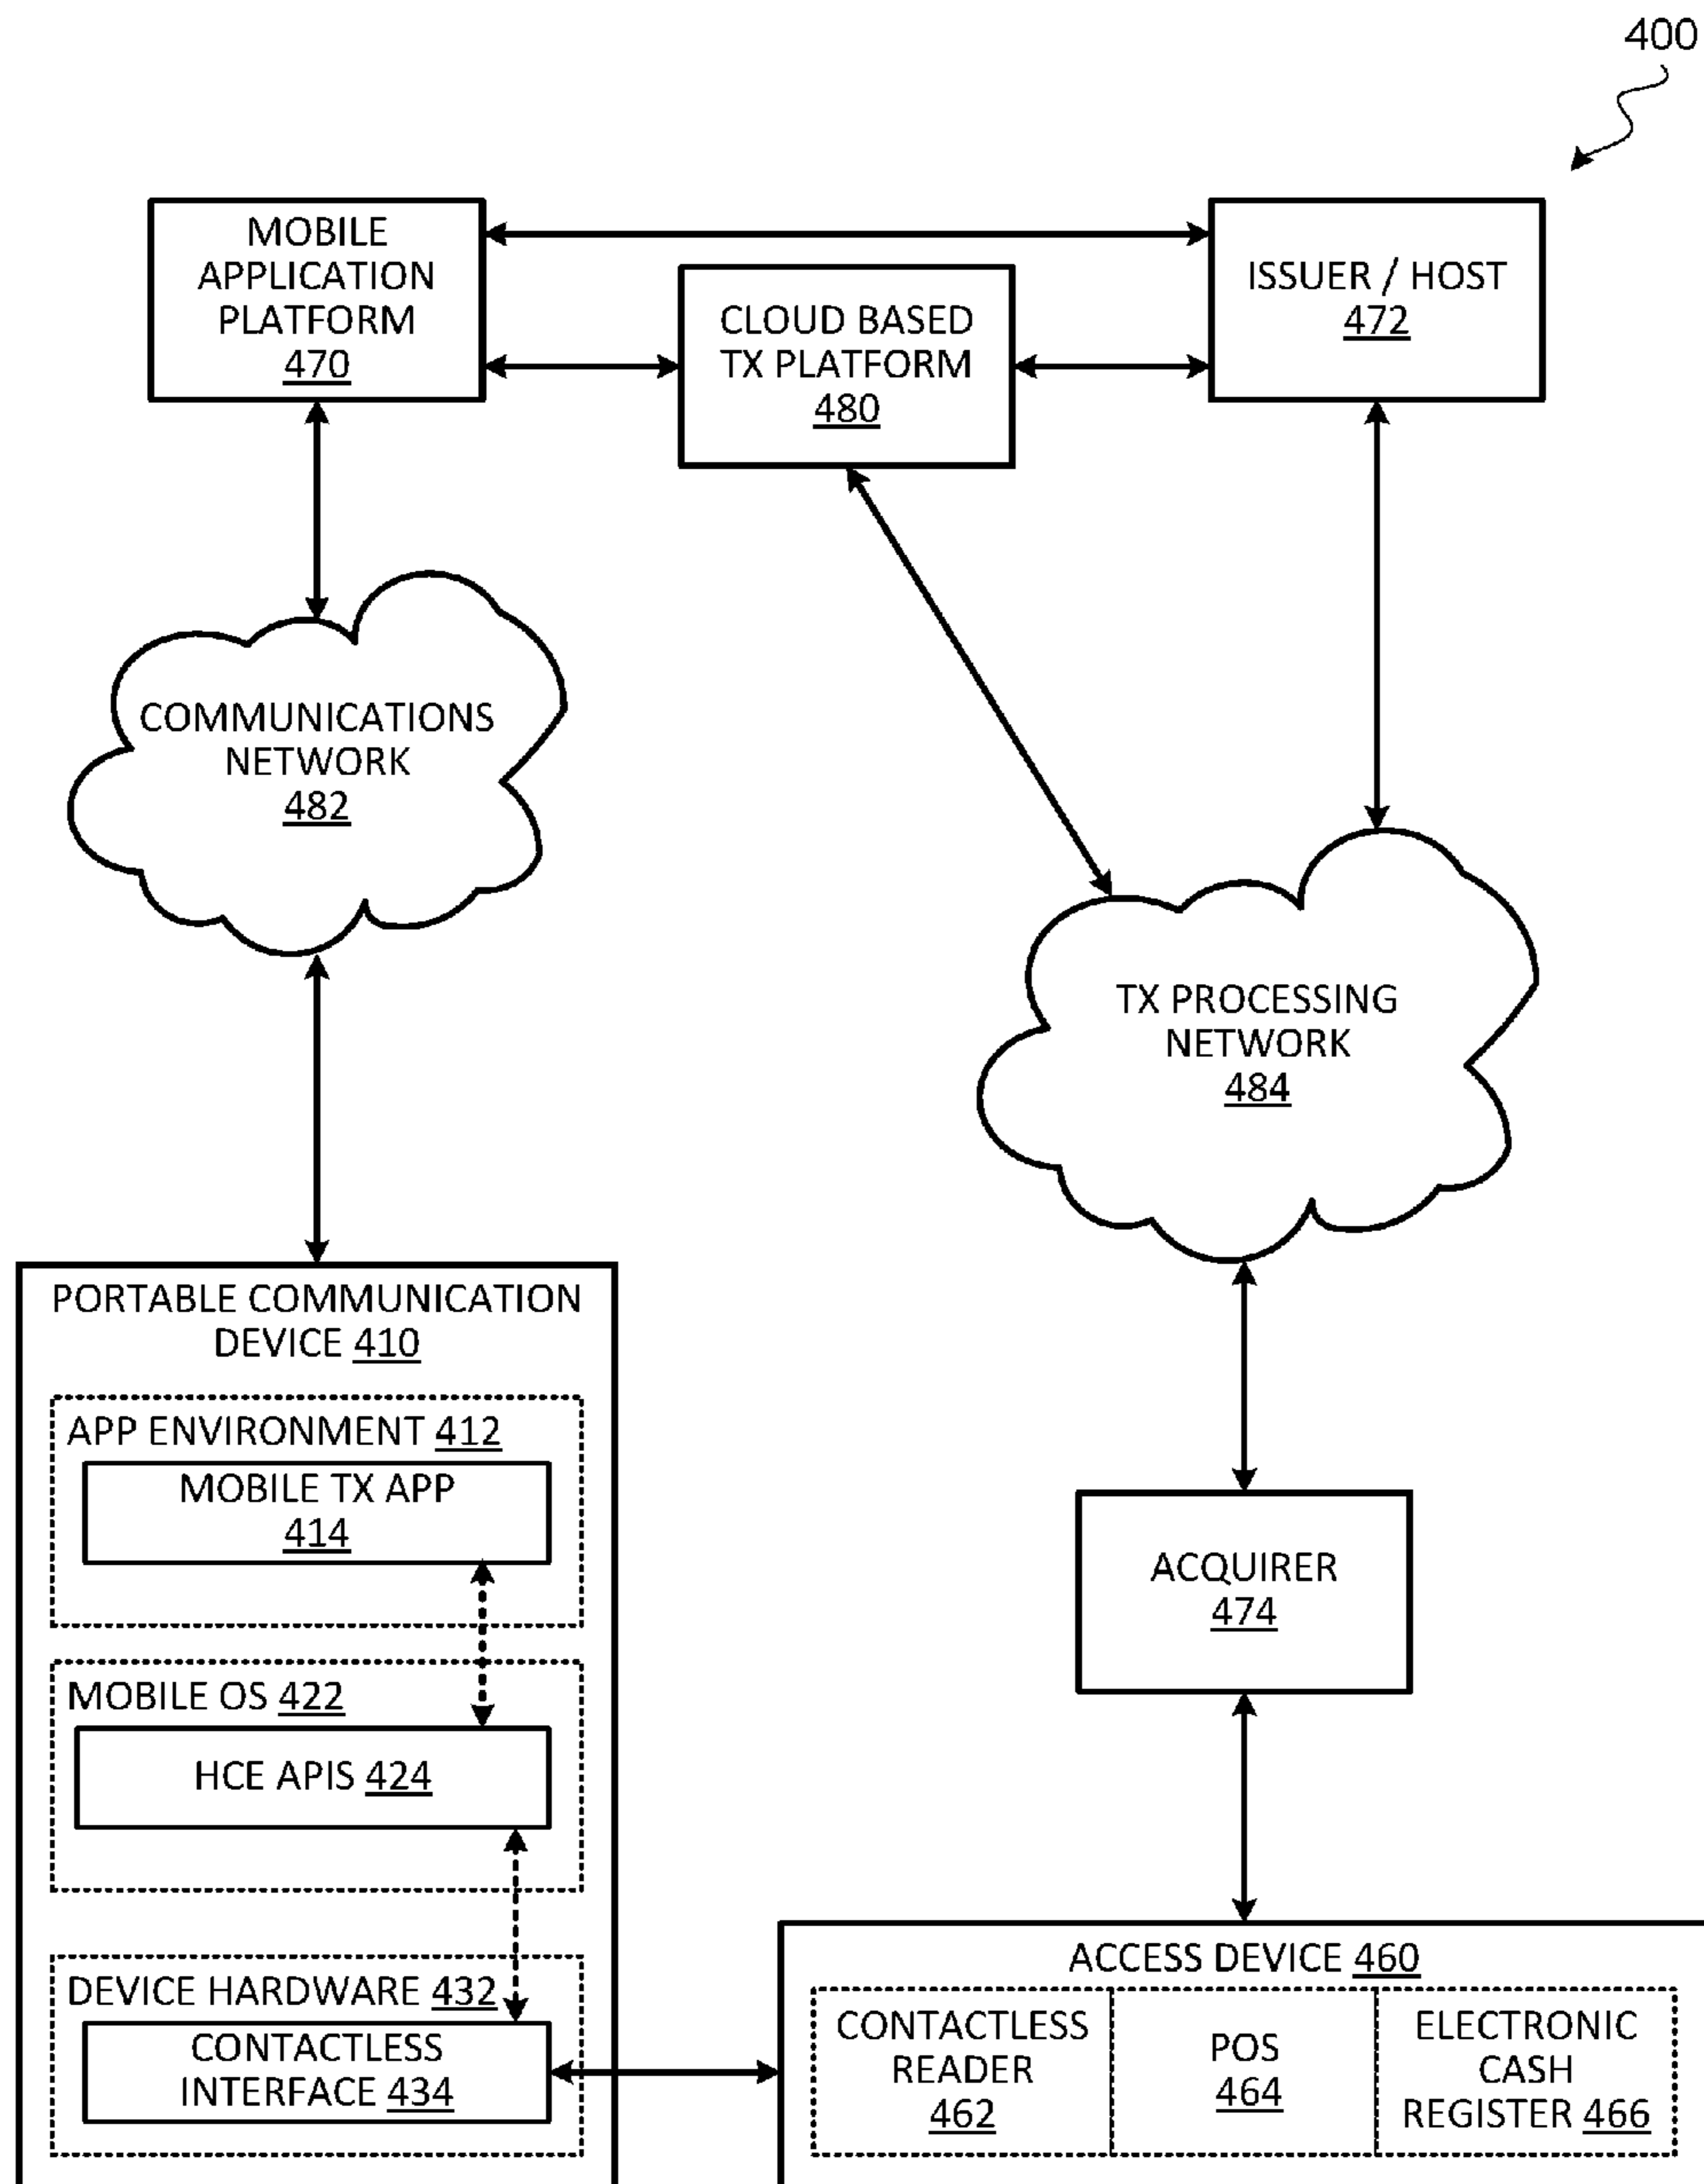 400
MOBILE
APPLICATION
PLATFORM
470
CLOUD BASED
TX PLATFORM
480
ISSUER / HOST
472
COMMUNICATIONS
NETWORK
482
TX PROCESSING
NETWORK
484
PORTABLE COMMUNICATION
DEVICE 410
APP ENVIRONMENT 412
MOBILE TX APP
414
MOBILE OS 422
HCE APIS 424
DEVICE HARDWARE 432
CONTACTLESS
INTERFACE 434
ACQUIRER
474
ACCESS DEVICE 460
CONTACTLESS
READER
462
POS
464
ELECTRONIC
CASH
REGISTER 466